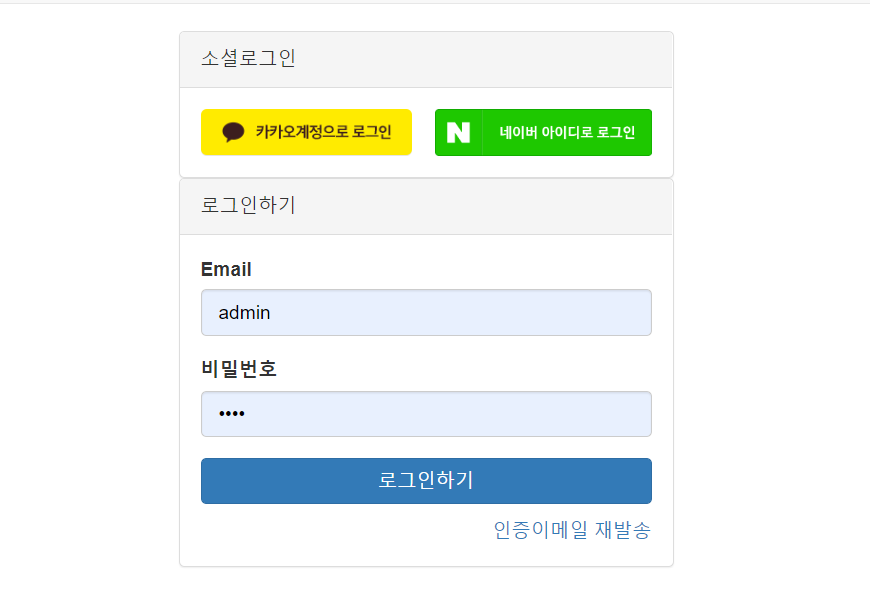 소셜로그인
카카오계정으로 로그인
N 네이버 아이디로 로그인
로그인하기
Email
admin
비밀번호
••••
로그인하기
인증이메일 재발송